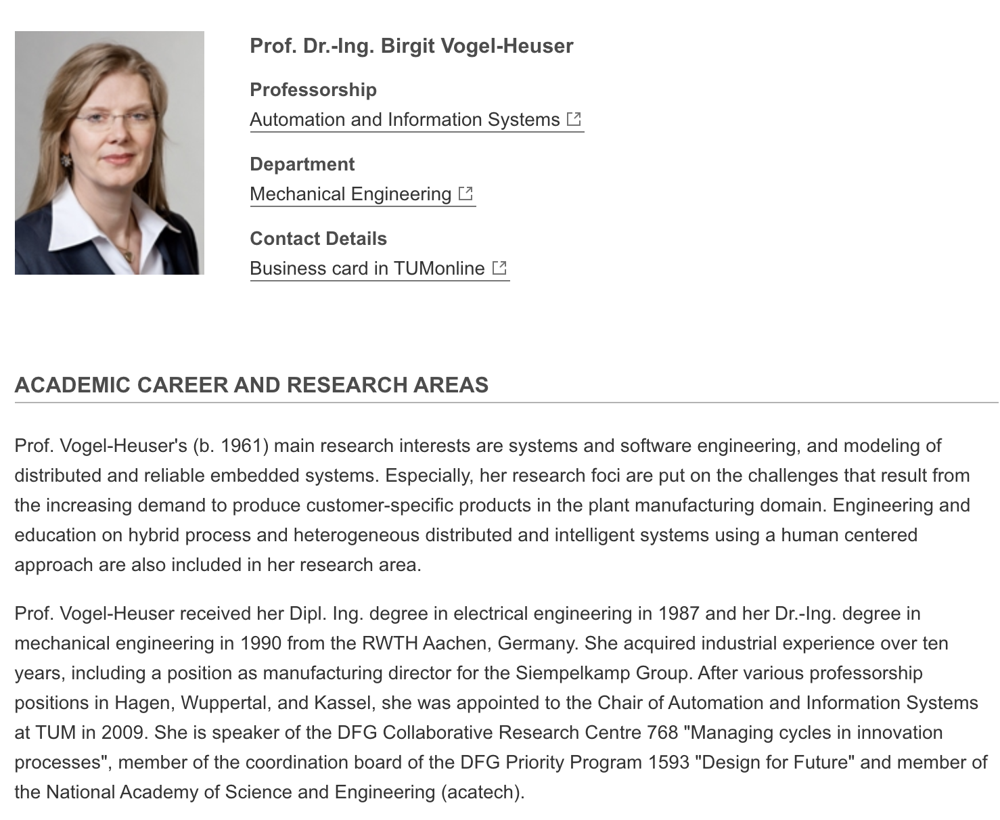 Prof. Dr.-Ing. Birgit Vogel-Heuser
Professorship
Automation and Information Systems
Department
Mechanical Engineering
Contact Details
Business card in TUMonline
ACADEMIC CAREER AND RESEARCH AREAS
Prof. Vogel-Heuser's (b. 1961) main research interests are systems and software engineering, and modeling of
distributed and reliable embedded systems. Especially, her research foci are put on the challenges that result from
the increasing demand to produce customer-specific products in the plant manufacturing domain. Engineering and
education on hybrid process and heterogeneous distributed and intelligent systems using a human centered
approach are also included in her research area.
Prof. Vogel-Heuser received her Dipl. Ing. degree in electrical engineering in 1987 and her Dr.-Ing. degree in
mechanical engineering in 1990 from the RWTH Aachen, Germany. She acquired industrial experience over ten
years, including a position as manufacturing director for the Siempelkamp Group. After various professorship
positions in Hagen, Wuppertal, and Kassel, she was appointed to the Chair of Automation and Information Systems
at TUM in 2009. She is speaker of the DFG Collaborative Research Centre 768 "Managing cycles in innovation
processes", member of the coordination board of the DFG Priority Program 1593 "Design for Future" and member of
the National Academy of Science and Engineering (acatech).